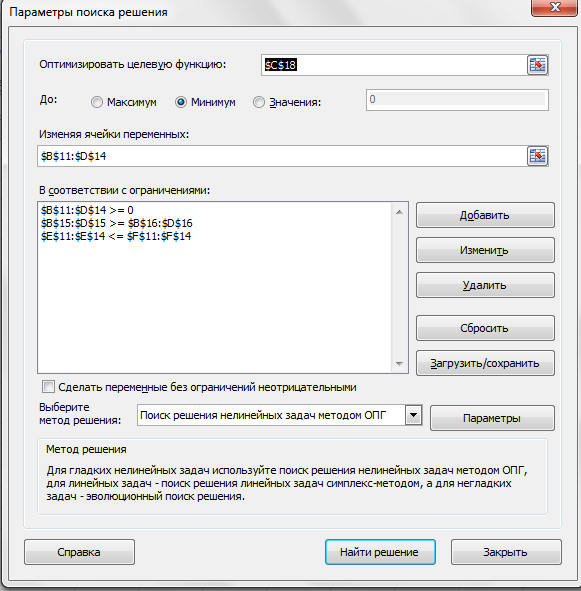 Параметры поиска решения
Оптимизировать целевую функцию: $C$18
До: Максимум Минимум Значения: 0
Изменяя ячейки переменных:
$B$11:$D$14
В соответствии с ограничениями:
$B$11:$D$14 >= 0
$B$15:$D$15 >= $B$16:$D$16
$E$11:$E$14 <= $F$11:$F$14
Добавить
Изменить
Удалить
Сбросить
Загрузить/сохранить
Сделать переменные без ограничений неотрицательными
Выберите
метод решения:
Поиск решения нелинейных задач методом ОПГ
Параметры
Метод решения
Для гладких нелинейных задач используйте поиск решения нелинейных задач методом ОПГ,
для линейных задач - поиск решения линейных задач симплекс-методом, а для негладких
задач - эволюционный поиск решения.
Справка
Найти решение
Закрыть